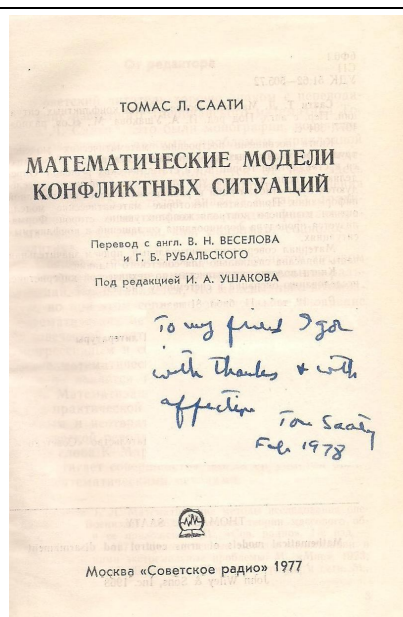 ТОМАС Л. СААТИ
МАТЕМАТИЧЕСКИЕ МОДЕЛИ
КОНФЛИКТНЫХ СИТУАЦИЙ
Перевод с англ. В. Н. ВЕСЕЛОВА
и Г. Б. РУБАЛЬСКОГО
Под редакцией И. А. УШАКОВА
To my friend Igor
with thanks & with
affection
Tom Saaty
Feb 1978
Москва «Советское радио» 1977